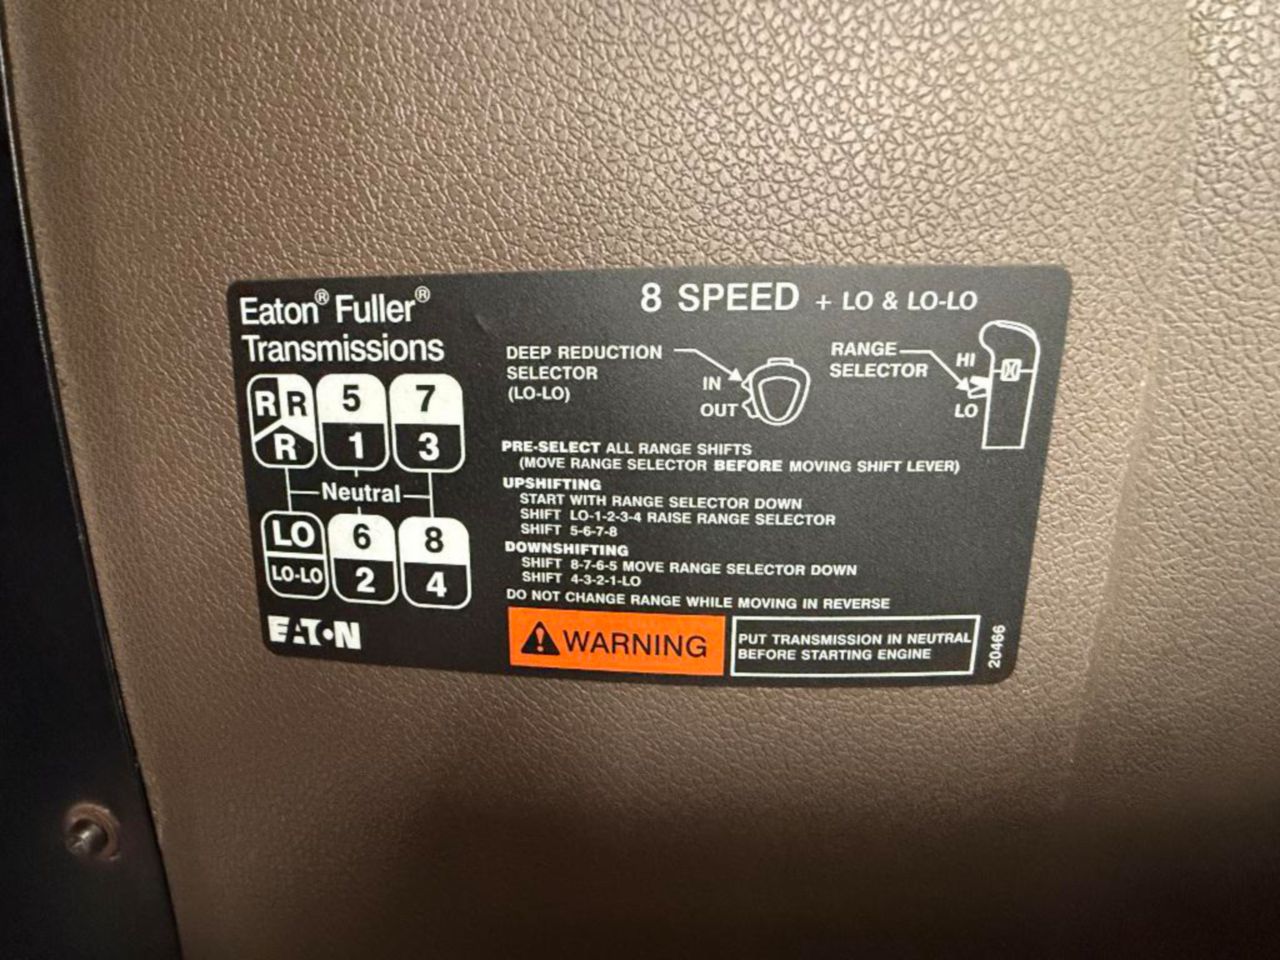 Eaton® Fuller®
Transmissions
8 SPEED + LO & LO-LO
R R 5 7
R 1 3
Neutral
LO 6 8
LO-LO 2 4
EATON
DEEP REDUCTION
SELECTOR
(LO-LO)
IN
OUT
RANGE
SELECTOR
HI
LO
PRE-SELECT ALL RANGE SHIFTS
(MOVE RANGE SELECTOR BEFORE MOVING SHIFT LEVER)
UPSHIFTING
START WITH RANGE SELECTOR DOWN
SHIFT LO-1-2-3-4 RAISE RANGE SELECTOR
SHIFT 5-6-7-8
DOWNSHIFTING
SHIFT 8-7-6-5 MOVE RANGE SELECTOR DOWN
SHIFT 4-3-2-1-LO
DO NOT CHANGE RANGE WHILE MOVING IN REVERSE
WARNING
PUT TRANSMISSION IN NEUTRAL
BEFORE STARTING ENGINE
20466